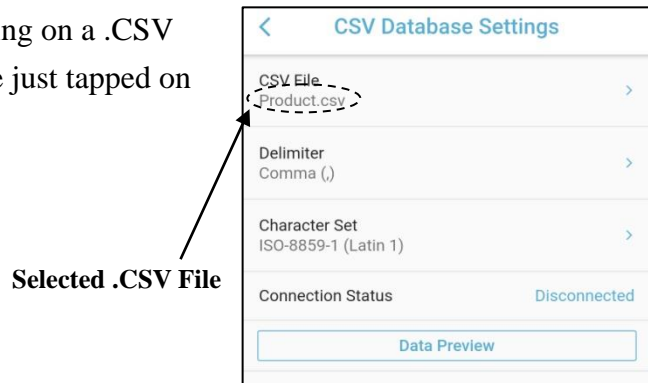 ng on a .CSV
just tapped on
Selected .CSV File
CSV Database Settings
CSV File
Product.csv
Delimiter
Comma (,)
Character Set
ISO-8859-1 (Latin 1)
Connection Status Disconnected
Data Preview